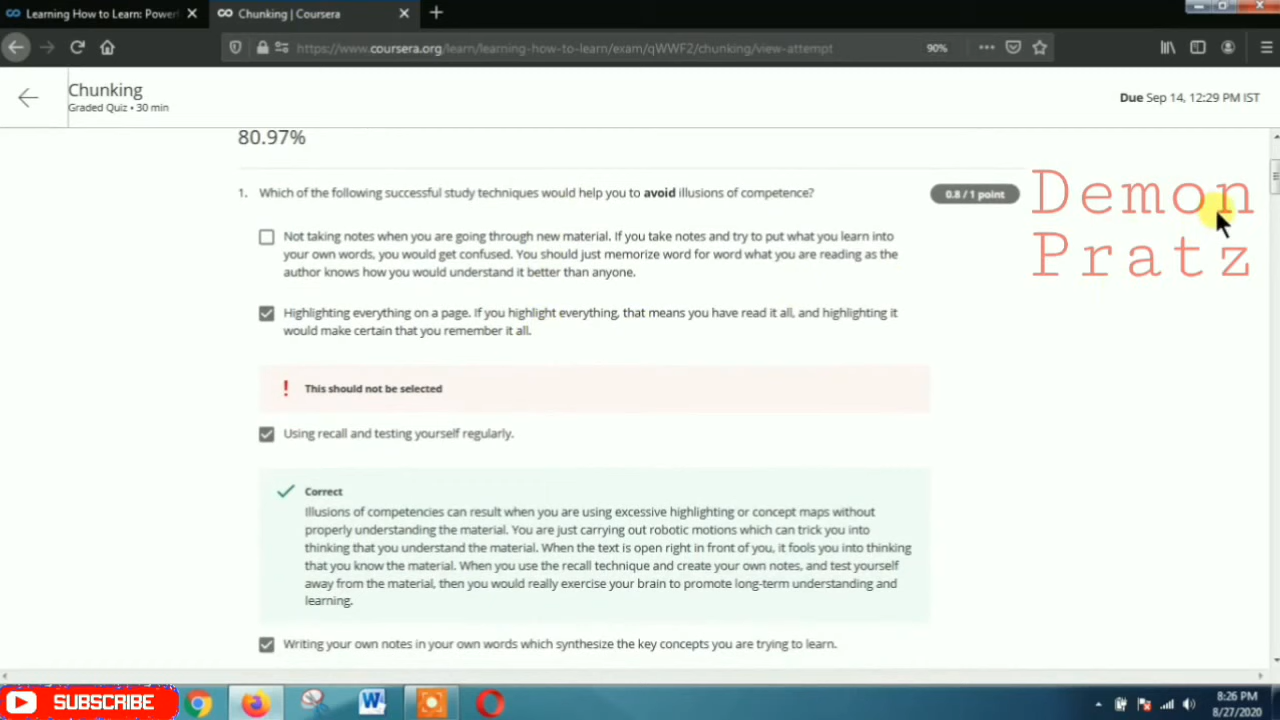 Learning How to Learn: Powerf
Chunking | Coursera
https://www.coursera.org/learn/learning-how-to-learn/exam/qWWF2/chunking/view-attempt
90%
Chunking
Graded Quiz • 30 min
Due Sep 14, 12:29 PM IST
80.97%
1. Which of the following successful study techniques would help you to avoid illusions of competence?
0.8 / 1 point
Demon
Pratz
Not taking notes when you are going through new material. If you take notes and try to put what you learn into
your own words, you would get confused. You should just memorize word for word what you are reading as the
author knows how you would understand it better than anyone.
Highlighting everything on a page. If you highlight everything, that means you have read it all, and highlighting it
would make certain that you remember it all.
! This should not be selected
Using recall and testing yourself regularly.
Correct
Illusions of competencies can result when you are using excessive highlighting or concept maps without
properly understanding the material. You are just carrying out robotic motions which can trick you into
thinking that you understand the material. When the text is open right in front of you, it fools you into thinking
that you know the material. When you use the recall technique and create your own notes, and test yourself
away from the material, then you would really exercise your brain to promote long-term understanding and
learning.
Writing your own notes in your own words which synthesize the key concepts you are trying to learn.
SUBSCRIBE
8:26 PM
8/27/2020